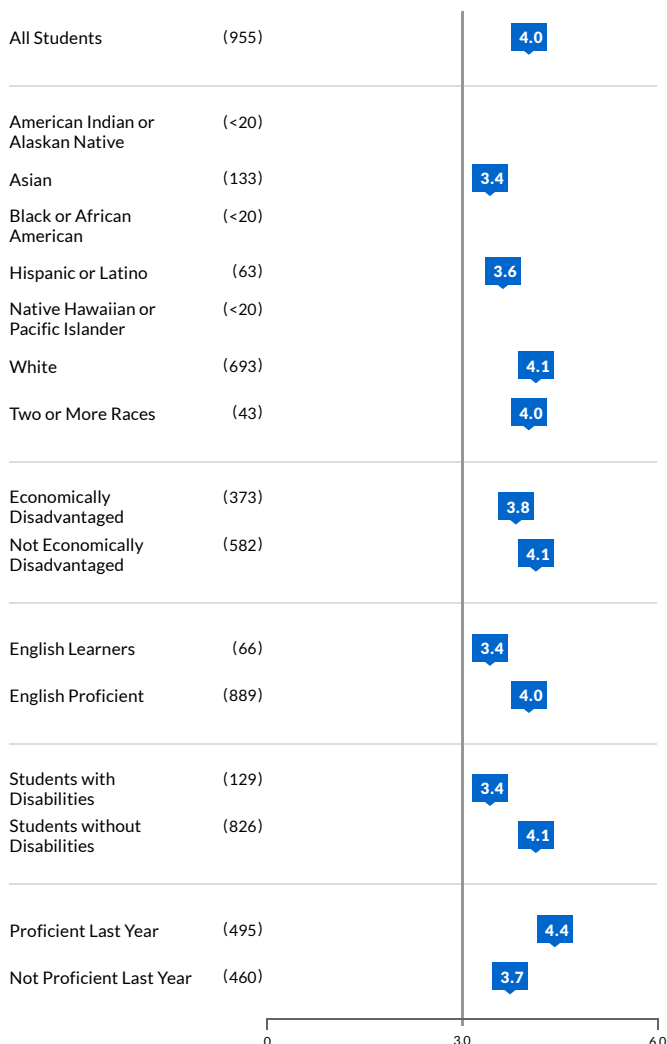 All Students (955) 4.0
American Indian or (<20)
Alaskan Native
Asian (133) 3.4
Black or African (<20)
American
Hispanic or Latino (63) 3.6
Native Hawaiian or (<20)
Pacific Islander
White (693) 4.1
Two or More Races (43) 4.0
Economically (373) 3.8
Disadvantaged
Not Economically (582) 4.1
Disadvantaged
English Learners (66) 3.4
English Proficient (889) 4.0
Students with (129) 3.4
Disabilities
Students without (826) 4.1
Disabilities
Proficient Last Year (495) 4.4
Not Proficient Last Year (460) 3.7
0 3.0 6.0